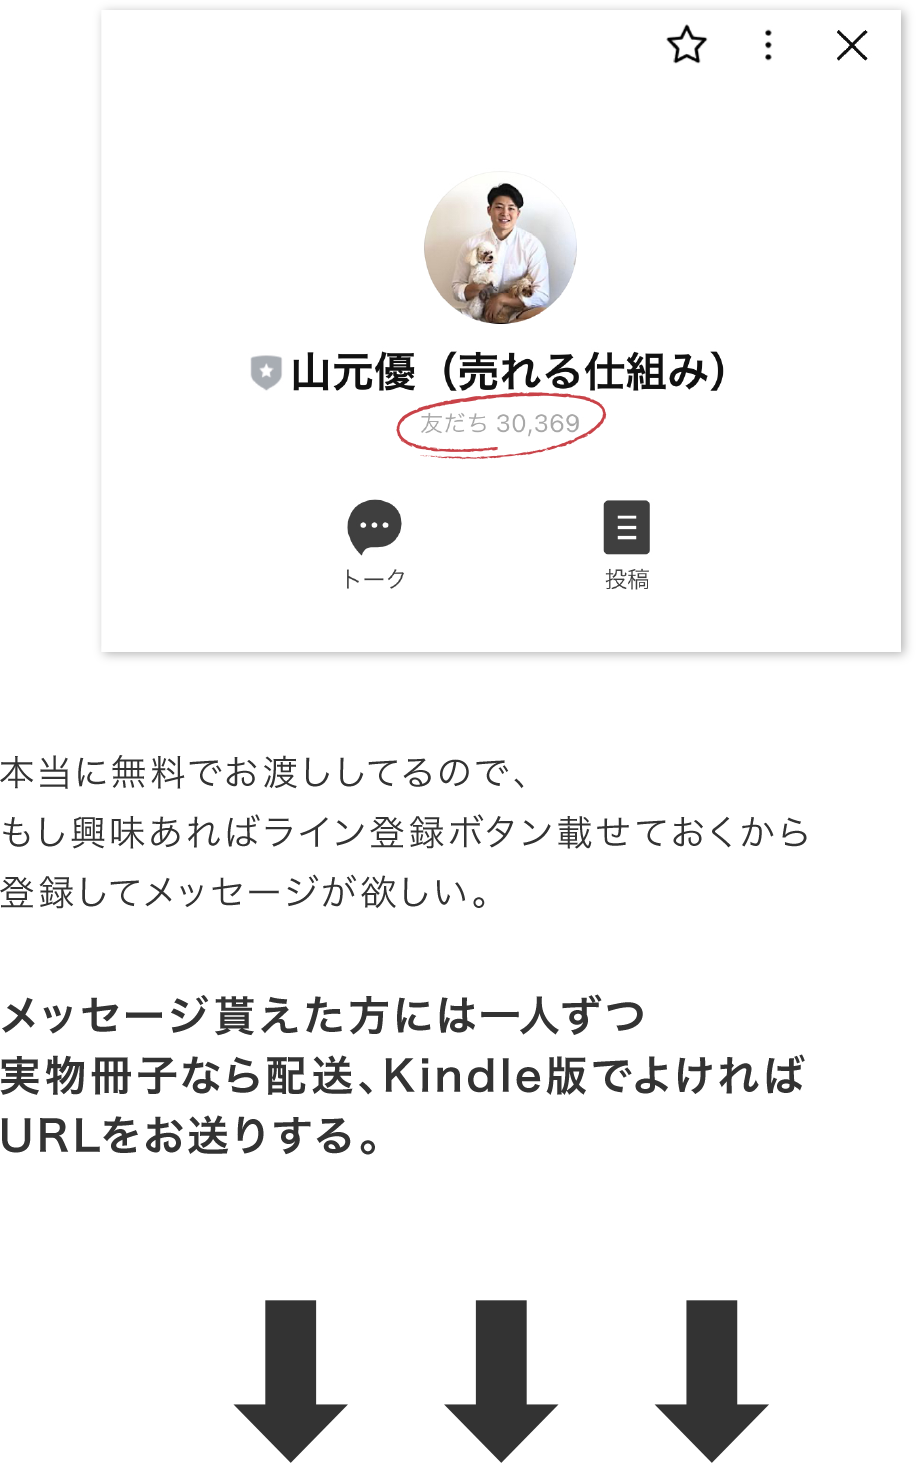 山元優（売れる仕組み）
友だち 30,369
トーク
投稿
本当に無料でお渡ししてるので、
もし興味あればライン登録ボタン載せておくから
登録してメッセージが欲しい。
メッセージ貰えた方には一人ずつ
実物冊子なら配送、Kindle版でよければ
URLをお送りする。